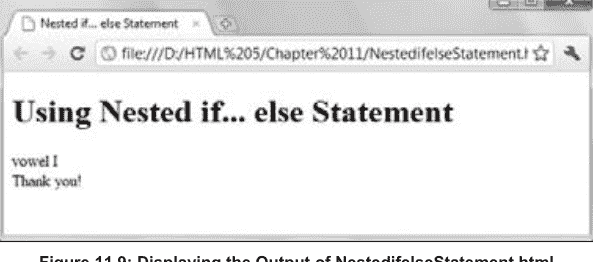 Nested if... else Statement
file:///D:/HTML%205/Chapter%2011/NestedifelseStatement.h
Using Nested if... else Statement
vowel I
Thank you!
Figure 11.9: Displaying the Output of NestedifelseStatement.html